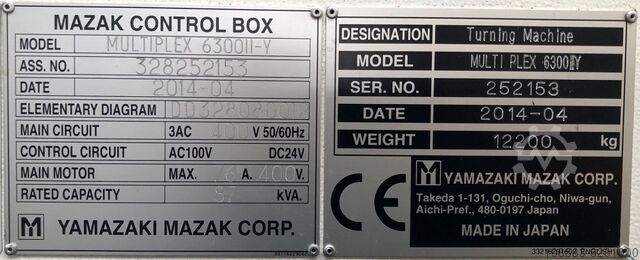 MAZAK CONTROL BOX
MODEL MULTIPLEX 6300II-Y
ASS. NO. 328252153
DATE 2014-04
ELEMENTARY DIAGRAM
MAIN CIRCUIT 3AC 400V 50/60Hz
CONTROL CIRCUIT AC100V DC24V
MAIN MOTOR MAX. A. 400V.
RATED CAPACITY kVA.
M YAMAZAKI MAZAK CORP.
DESIGNATION Turning Machine
MODEL MULTI PLEX 6300IIY
SER. NO. 252153
DATE 2014-04
WEIGHT 12200 kg
CE
M YAMAZAKI MAZAK CORP.
Takeda 1-131, Oguchi-cho, Niwa-gun,
Aichi-Pref., 480-0197 Japan
MADE IN JAPAN